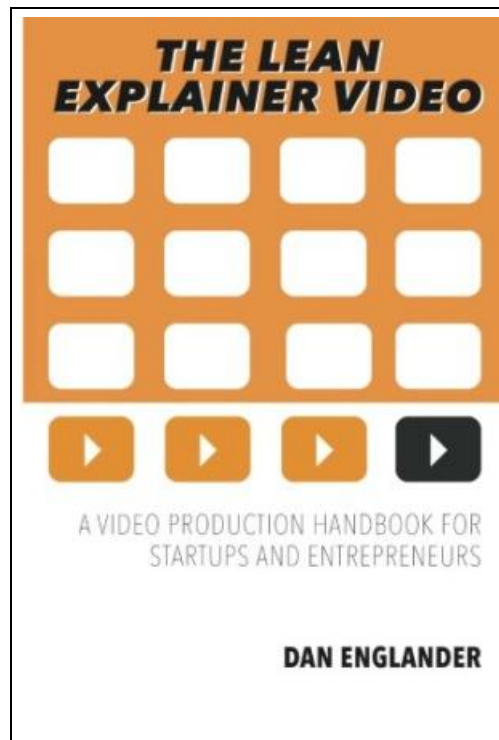 THE LEAN
EXPLAINER VIDEO
A VIDEO PRODUCTION HANDBOOK FOR
STARTUPS AND ENTREPRENEURS
DAN ENGLANDER